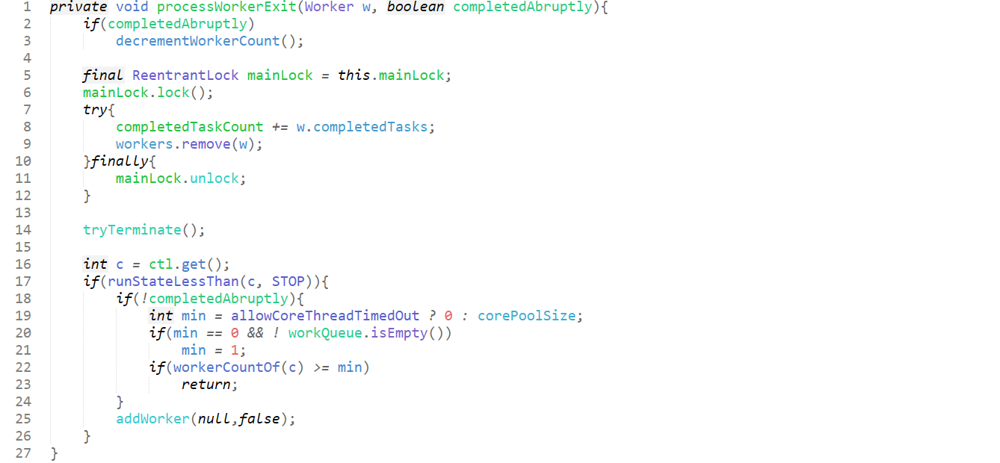 1 private void processWorkerExit(Worker w, boolean completedAbruptly){
2     if(completedAbruptly)
3         decrementWorkerCount();
4
5     final ReentrantLock mainLock = this.mainLock;
6     mainLock.lock();
7     try{
8         completedTaskCount += w.completedTasks;
9         workers.remove(w);
10     }finally{
11         mainLock.unlock;
12     }
13
14     tryTerminate();
15
16     int c = ctl.get();
17     if(runStateLessThan(c, STOP)){
18         if(!completedAbruptly){
19             int min = allowCoreThreadTimedOut ? 0 : corePoolSize;
20             if(min == 0 && ! workQueue.isEmpty())
21                 min = 1;
22             if(workerCountOf(c) >= min)
23                 return;
24         }
25         addWorker(null,false);
26     }
27 }